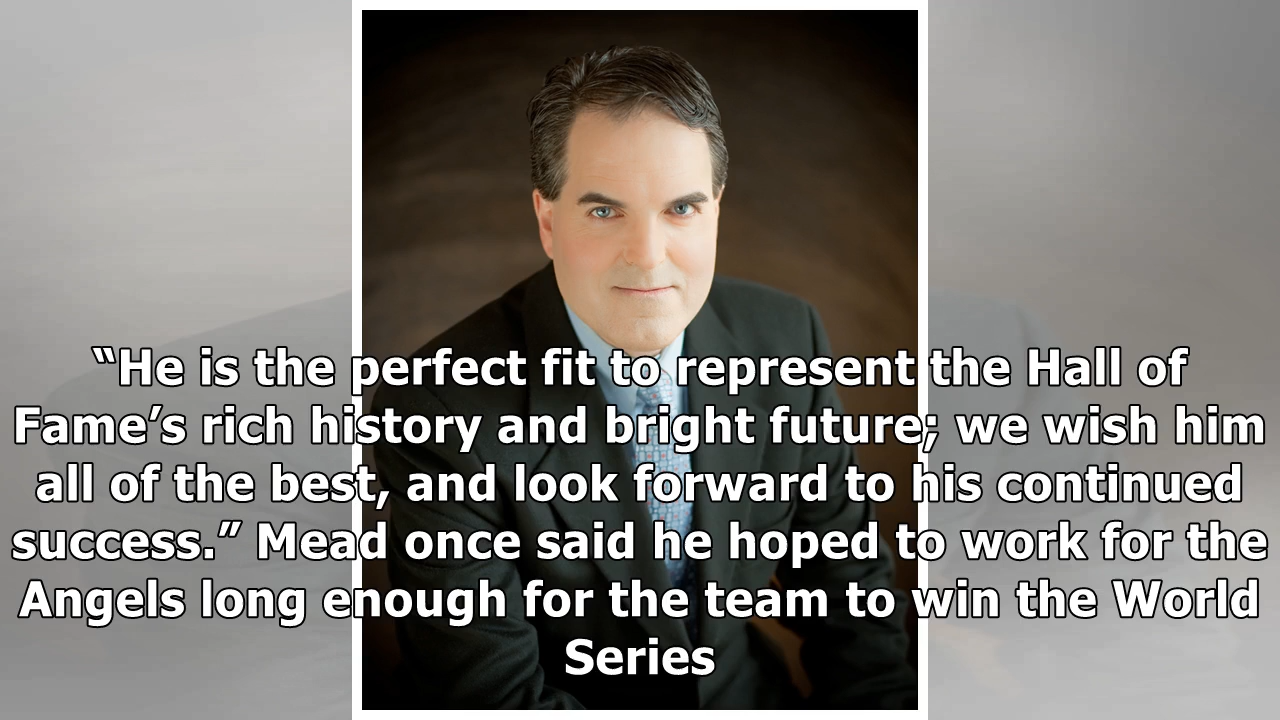 “He is the perfect fit to represent the Hall of
Fame’s rich history and bright future; we wish him
all of the best, and look forward to his continued
success.” Mead once said he hoped to work for the
Angels long enough for the team to win the World
Series